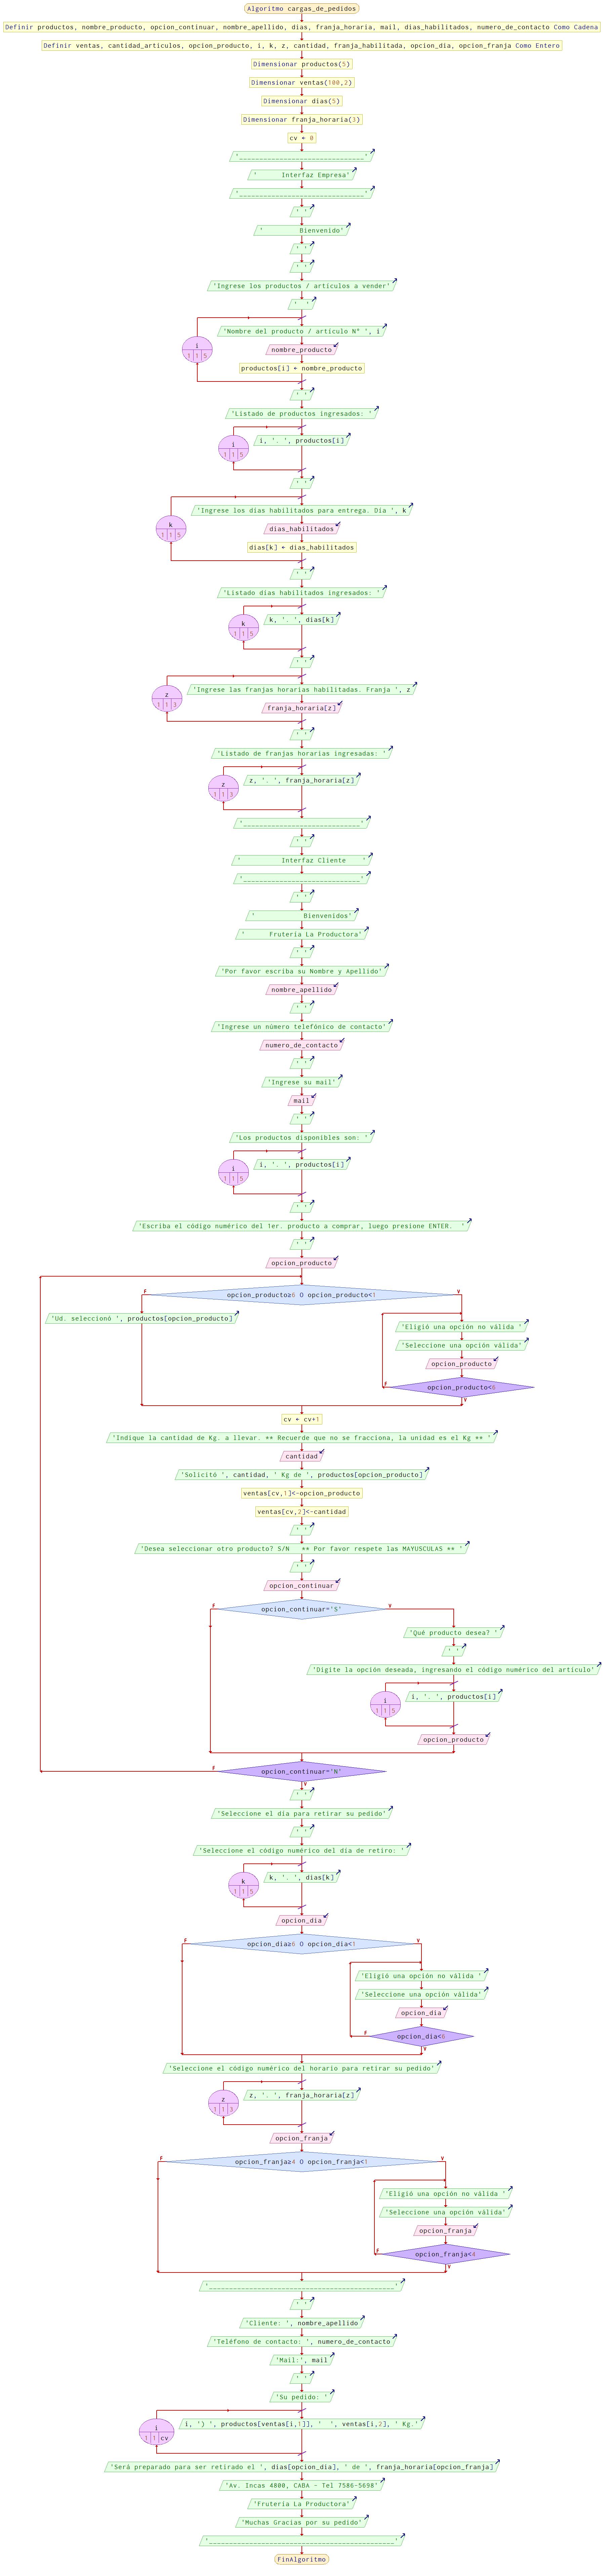 Algoritmo cargas_de_pedidos
Definir productos, nombre_producto, opcion_continuar, nombre_apellido, dias, franja_horaria, mail, dias_habilitados, numero_de_contacto Como Cadena
Definir ventas, cantidad_articulos, opcion_producto, i, k, z, cantidad, franja_habilitada, opcion_dia, opcion_franja Como Entero
Dimensionar productos(5)
Dimensionar ventas(100,2)
Dimensionar dias(5)
Dimensionar franja_horaria(3)
cv ← 0
'_______________________________'
'      Interfaz Empresa'
'_______________________________'
' '
'         Bienvenido'
' '
' '
'Ingrese los productos / artículos a vender'
'  '
'Nombre del producto / artículo N° ', i
i
1 1 5
nombre_producto
productos[i] ← nombre_producto
' '
'Listado de productos ingresados: '
i
1 1 5
i, '. ', productos[i]
' '
'Ingrese los días habilitados para entrega. Día ', k
k
1 1 5
dias_habilitados
dias[k] ← dias_habilitados
' '
'Listado días habilitados ingresados: '
k
1 1 5
k, '. ', dias[k]
' '
'Ingrese las franjas horarias habilitadas. Franja ', z
z
1 1 3
franja_horaria[z]
' '
'Listado de franjas horarias ingresadas: '
z
1 1 3
z, '. ', franja_horaria[z]
'_____________________________'
' '
'          Interfaz Cliente    '
'_____________________________'
' '
'            Bienvenidos'
'      Frutería La Productora'
' '
'Por favor escriba su Nombre y Apellido'
nombre_apellido
' '
'Ingrese un número telefónico de contacto'
numero_de_contacto
' '
'Ingrese su mail'
mail
' '
'Los productos disponibles son: '
i
1 1 5
i, '. ', productos[i]
' '
'Escriba el código numérico del 1er. producto a comprar, luego presione ENTER.  '
' '
opcion_producto
F opcion_producto≥6 O opcion_producto<1 V
'Ud. seleccionó ', productos[opcion_producto]
'Eligió una opción no válida '
'Seleccione una opción válida'
opcion_producto
F opcion_producto<6
V
cv ← cv+1
'Indique la cantidad de Kg. a llevar. ** Recuerde que no se fracciona, la unidad es el Kg ** '
cantidad
'Solicitó ', cantidad, ' Kg de ', productos[opcion_producto]
ventas[cv,1]<-opcion_producto
ventas[cv,2]<-cantidad
' '
'Desea seleccionar otro producto? S/N   ** Por favor respete las MAYUSCULAS ** '
' '
opcion_continuar
F opcion_continuar='S' V
'Qué producto desea? '
' '
'Digite la opción deseada, ingresando el código numérico del artículo'
i
1 1 5
i, '. ', productos[i]
opcion_producto
F opcion_continuar='N'
V
' '
'Seleccione el día para retirar su pedido'
' '
'Seleccione el código numérico del día de retiro: '
k
1 1 5
k, '. ', dias[k]
opcion_dia
F opcion_dia≥6 O opcion_dia<1 V
'Eligió una opción no válida '
'Seleccione una opción válida'
opcion_dia
F opcion_dia<6
V
'Seleccione el código numérico del horario para retirar su pedido'
z
1 1 3
z, '. ', franja_horaria[z]
opcion_franja
F opcion_franja≥4 O opcion_franja<1 V
'Eligió una opción no válida '
'Seleccione una opción válida'
opcion_franja
F opcion_franja<4
V
'______________________________________________'
' '
'Cliente: ', nombre_apellido
'Teléfono de contacto: ', numero_de_contacto
'Mail:', mail
' '
'Su pedido: '
i
1 1 cv
i, ') ', productos[ventas[i,1]], '  ', ventas[i,2], ' Kg.'
'Será preparado para ser retirado el ', dias[opcion_dia], ' de ', franja_horaria[opcion_franja]
'Av. Incas 4800, CABA - Tel 7586-5698'
'Frutería La Productora'
'Muchas Gracias por su pedido'
'______________________________________________'
FinAlgoritmo